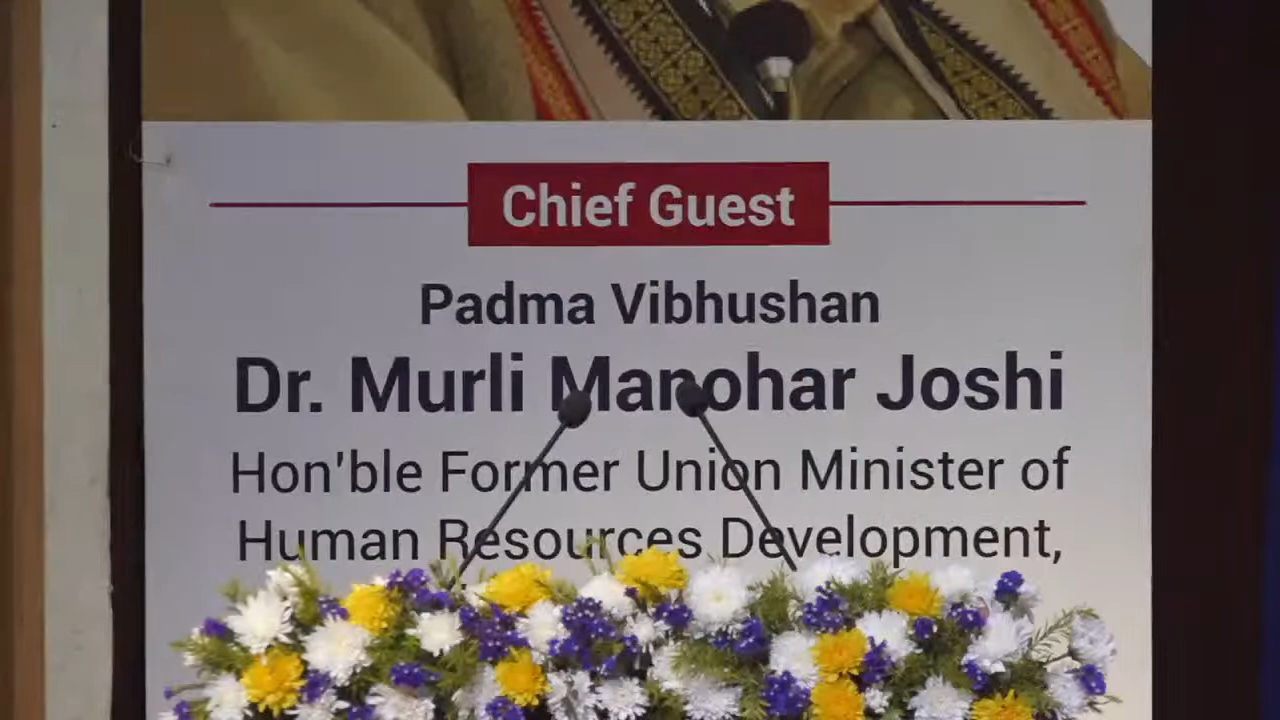 Chief Guest
Padma Vibhushan
Dr. Murli Manohar Joshi
Hon'ble Former Union Minister of
Human Resources Development,